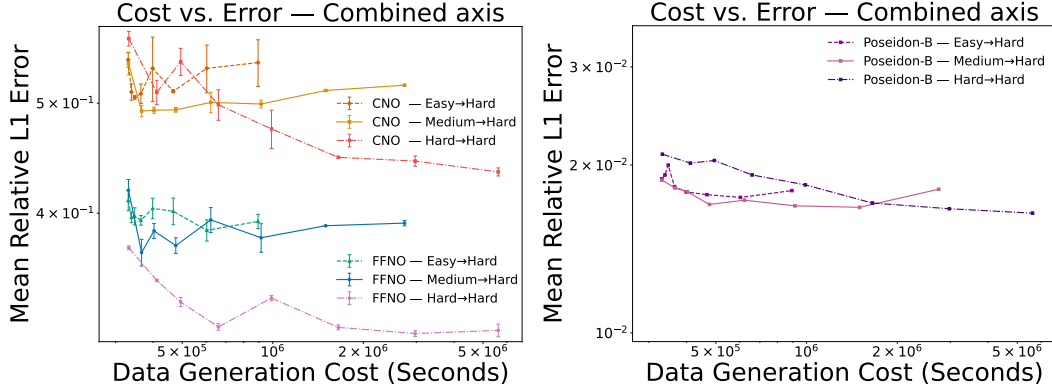 Cost vs. Error — Combined axis
Mean Relative L1 Error
5 × 10⁻¹
4 × 10⁻¹
CNO — Easy→Hard
CNO — Medium→Hard
CNO — Hard→Hard
FFNO — Easy→Hard
FFNO — Medium→Hard
FFNO — Hard→Hard
5 × 10⁵
10⁶
2 × 10⁶
5 × 10⁶
Data Generation Cost (Seconds)
Cost vs. Error — Combined axis
Mean Relative L1 Error
3 × 10⁻²
2 × 10⁻²
10⁻²
Poseidon-B — Easy→Hard
Poseidon-B — Medium→Hard
Poseidon-B — Hard→Hard
5 × 10⁵
10⁶
2 × 10⁶
5 × 10⁶
Data Generation Cost (Seconds)